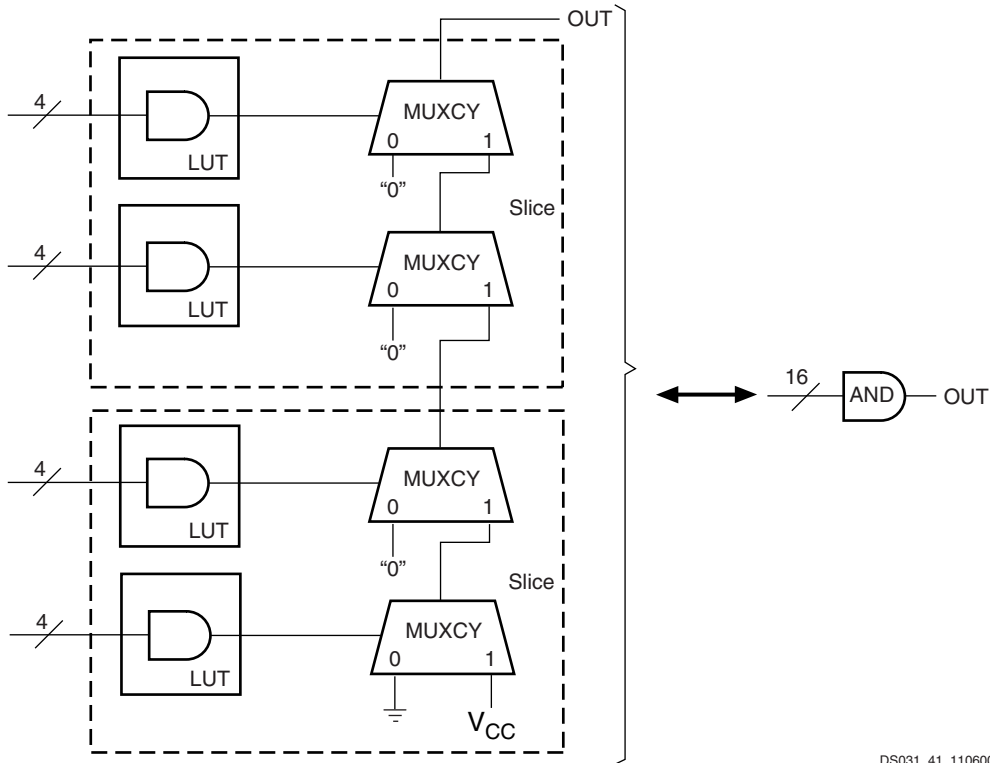 OUT
4
LUT
MUXCY
0 1
“0”
Slice
4
LUT
MUXCY
0 1
“0”
16
AND
OUT
4
LUT
MUXCY
0 1
“0”
Slice
4
LUT
MUXCY
0 1
VCC
DS031_41_110600